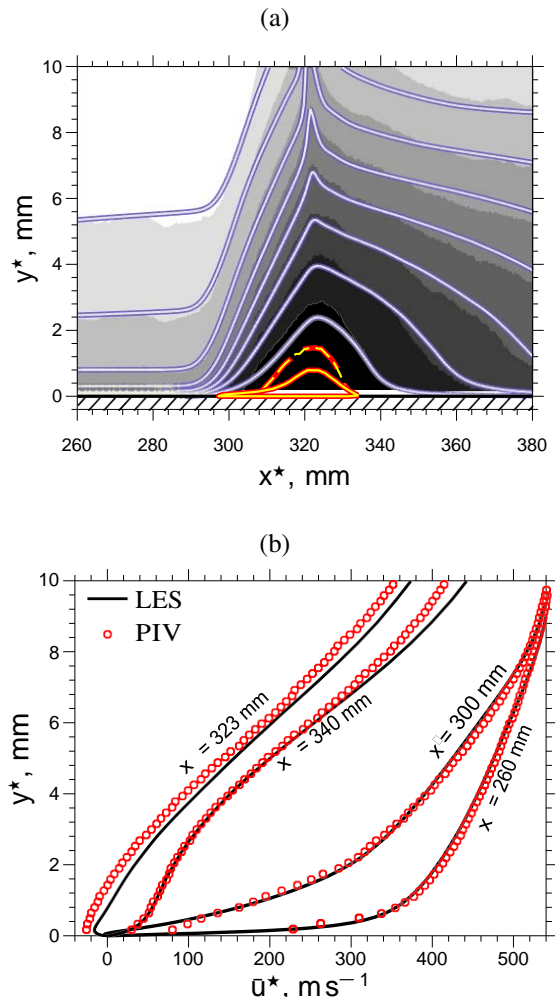 (a)
10
8
6
4
2
0
y★, mm
260 280 300 320 340 360 380
x★, mm
(b)
10
8
6
4
2
0
y★, mm
LES
PIV
x = 323 mm
x = 340 mm
x = 300 mm
x = 260 mm
0 100 200 300 400 500
ū★, m s−1